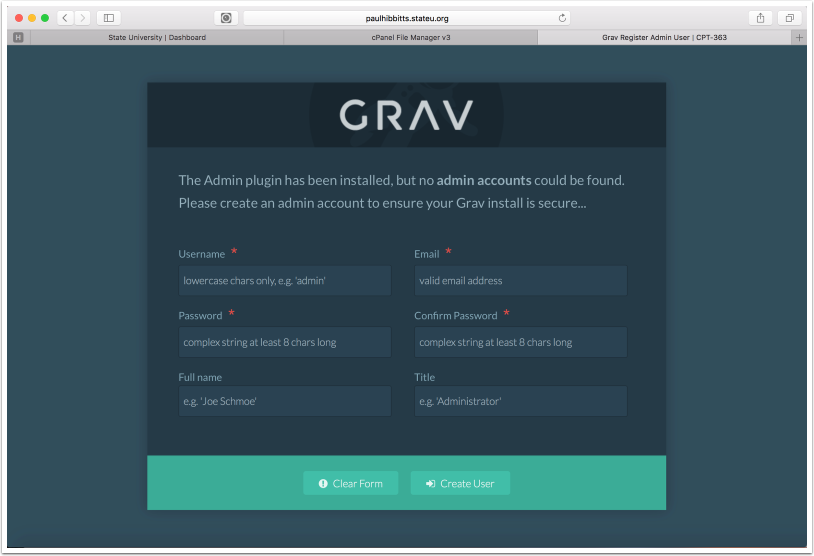 paulhibbitts.stateu.org
H
State University | Dashboard
cPanel File Manager v3
Grav Register Admin User | CPT-363
GRAV
The Admin plugin has been installed, but no admin accounts could be found.
Please create an admin account to ensure your Grav install is secure...
Username *
Email *
lowercase chars only, e.g. 'admin'
valid email address
Password *
Confirm Password *
complex string at least 8 chars long
complex string at least 8 chars long
Full name
Title
e.g. 'Joe Schmoe'
e.g. 'Administrator'
Clear Form
Create User